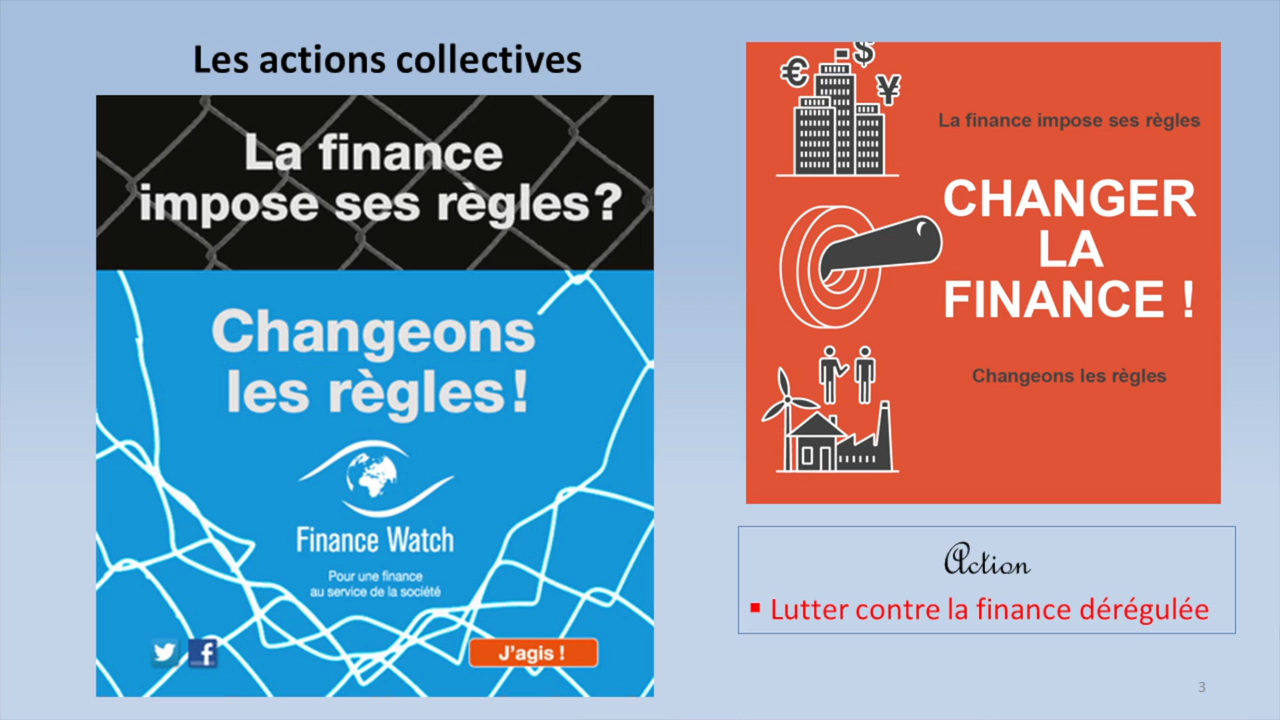 Les actions collectives
La finance
impose ses règles ?
Changeons
les règles !
Finance Watch
Pour une finance
au service de la société
J'agis !
€ $ ¥
La finance impose ses règles
CHANGER
LA
FINANCE !
Changeons les règles
Action
▪ Lutter contre la finance dérégulée
3